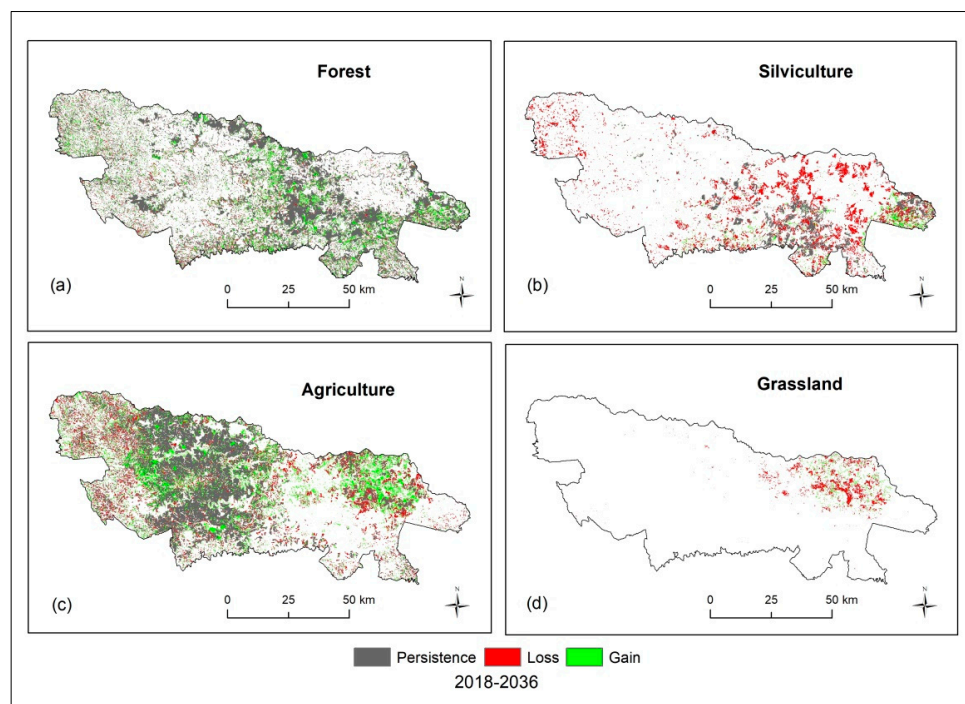 Forest
(a)
N
0 25 50 km
Silviculture
(b)
N
0 25 50 km
Agriculture
(c)
N
0 25 50 km
Grassland
(d)
N
0 25 50 km
Persistence Loss Gain
2018-2036